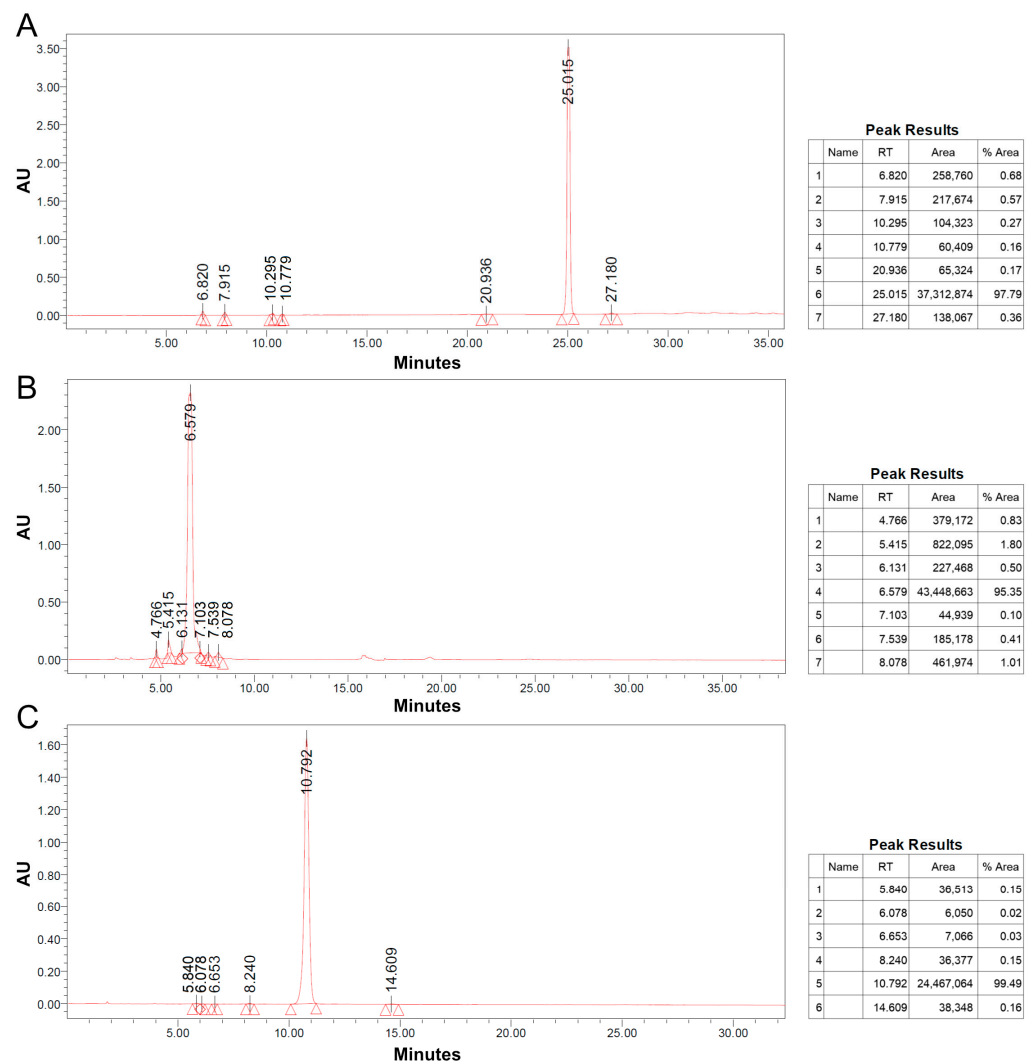 A
AU
3.50
3.00
2.50
2.00
1.50
1.00
0.50
0.00
6.820
7.915
10.295
10.779
20.936
25.015
27.180
5.00 10.00 15.00 20.00 25.00 30.00 35.00
Minutes
Peak Results
Name RT Area % Area
1 6.820 258,760 0.68
2 7.915 217,674 0.57
3 10.295 104,323 0.27
4 10.779 60,409 0.16
5 20.936 65,324 0.17
6 25.015 37,312,874 97.79
7 27.180 138,067 0.36
B
AU
2.00
1.50
1.00
0.50
0.00
4.766
5.415
6.131
6.579
7.103
7.539
8.078
5.00 10.00 15.00 20.00 25.00 30.00 35.00
Minutes
Peak Results
Name RT Area % Area
1 4.766 379,172 0.83
2 5.415 822,095 1.80
3 6.131 227,468 0.50
4 6.579 43,448,663 95.35
5 7.103 44,939 0.10
6 7.539 185,178 0.41
7 8.078 461,974 1.01
C
AU
1.60
1.40
1.20
1.00
0.80
0.60
0.40
0.20
0.00
5.840
6.078
6.653
8.240
10.792
14.609
5.00 10.00 15.00 20.00 25.00 30.00
Minutes
Peak Results
Name RT Area % Area
1 5.840 36,513 0.15
2 6.078 6,050 0.02
3 6.653 7,066 0.03
4 8.240 36,377 0.15
5 10.792 24,467,064 99.49
6 14.609 38,348 0.16